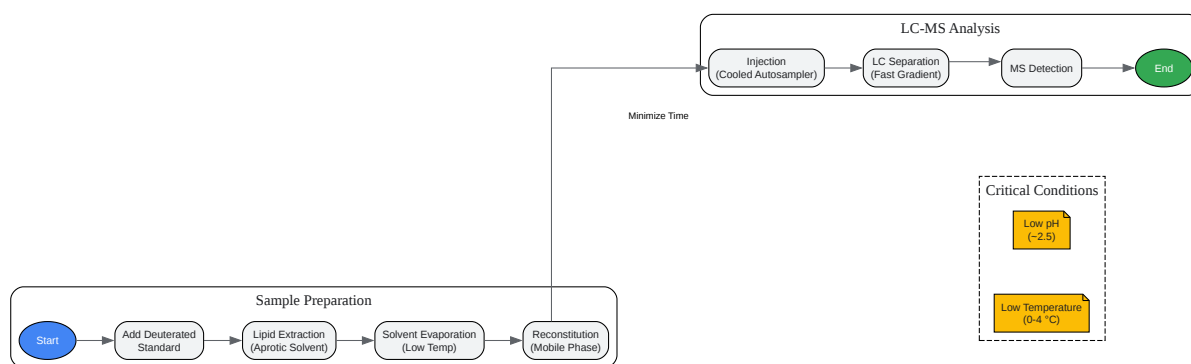 LC-MS Analysis
Injection
(Cooled Autosampler)
LC Separation
(Fast Gradient)
MS Detection
End
Minimize Time
Critical Conditions
Low pH
(~2.5)
Low Temperature
(0-4 °C)
Sample Preparation
Start
Add Deuterated
Standard
Lipid Extraction
(Aprotic Solvent)
Solvent Evaporation
(Low Temp)
Reconstitution
(Mobile Phase)